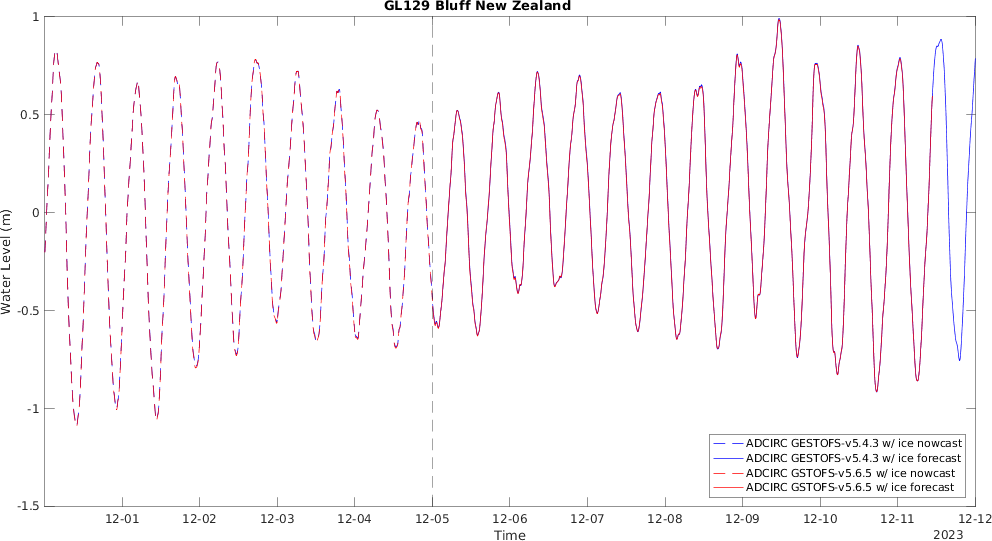 GL129 Bluff New Zealand
1
0.5
0
-0.5
-1
-1.5
Water Level (m)
ADCIRC GESTOFS-v5.4.3 w/ ice nowcast
ADCIRC GESTOFS-v5.4.3 w/ ice forecast
ADCIRC GSTOFS-v5.6.5 w/ ice nowcast
ADCIRC GSTOFS-v5.6.5 w/ ice forecast
12-01 12-02 12-03 12-04 12-05 12-06 12-07 12-08 12-09 12-10 12-11 12-12
Time
2023